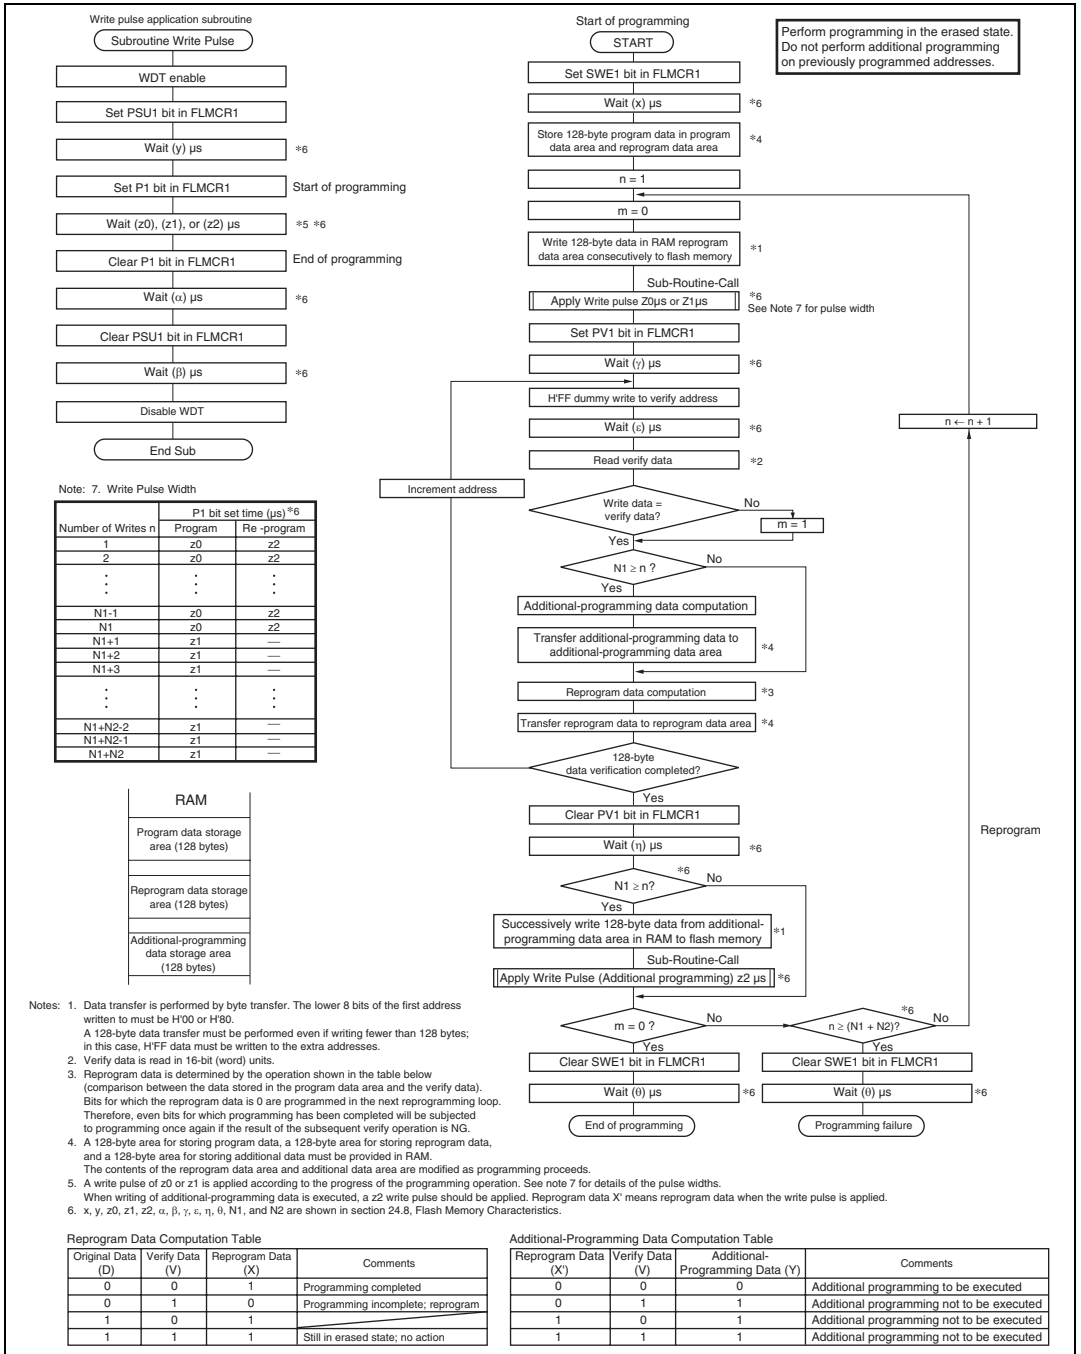 Write pulse application subroutine
Subroutine Write Pulse
WDT enable
Set PSU1 bit in FLMCR1
Wait (y) µs
*6
Set P1 bit in FLMCR1
Start of programming
Wait (z0), (z1), or (z2) µs
*5 *6
Clear P1 bit in FLMCR1
End of programming
Wait (α) µs
*6
Clear PSU1 bit in FLMCR1
Wait (β) µs
*6
Disable WDT
End Sub
Note: 7. Write Pulse Width
Number of Writes n
P1 bit set time (µs)*6
Program Re -program
1 z0 z2
2 z0 z2
N1-1 z0 z2
N1 z0 z2
N1+1 z1 —
N1+2 z1 —
N1+3 z1 —
N1+N2-2 z1 —
N1+N2-1 z1 —
N1+N2 z1 —
RAM
Program data storage
area (128 bytes)
Reprogram data storage
area (128 bytes)
Additional-programming
data storage area
(128 bytes)
Start of programming
START
Perform programming in the erased state.
Do not perform additional programming
on previously programmed addresses.
Set SWE1 bit in FLMCR1
Wait (x) µs
*6
Store 128-byte program data in program
data area and reprogram data area
*4
n = 1
m = 0
Write 128-byte data in RAM reprogram
data area consecutively to flash memory
*1
Sub-Routine-Call
Apply Write pulse Z0µs or Z1µs
*6
See Note 7 for pulse width
Set PV1 bit in FLMCR1
Wait (γ) µs
*6
H'FF dummy write to verify address
Wait (ε) µs
*6
Read verify data
*2
Increment address
n ← n + 1
Write data =
verify data?
No
m = 1
Yes
N1 ≥ n ?
No
Yes
Additional-programming data computation
Transfer additional-programming data to
additional-programming data area
*4
Reprogram data computation
*3
Transfer reprogram data to reprogram data area
*4
128-byte
data verification completed?
Yes
Clear PV1 bit in FLMCR1
Reprogram
Wait (η) µs
*6
*6
N1 ≥ n?
No
Yes
Successively write 128-byte data from additional-
programming data area in RAM to flash memory
*1
Sub-Routine-Call
Apply Write Pulse (Additional programming) z2 µs
*6
m = 0 ?
No
*6
n ≥ (N1 + N2)?
No
Yes
Yes
Clear SWE1 bit in FLMCR1
Clear SWE1 bit in FLMCR1
Wait (θ) µs
*6
Wait (θ) µs
*6
End of programming
Programming failure
Notes: 1. Data transfer is performed by byte transfer. The lower 8 bits of the first address
written to must be H'00 or H'80.
A 128-byte data transfer must be performed even if writing fewer than 128 bytes;
in this case, H'FF data must be written to the extra addresses.
2. Verify data is read in 16-bit (word) units.
3. Reprogram data is determined by the operation shown in the table below
(comparison between the data stored in the program data area and the verify data).
Bits for which the reprogram data is 0 are programmed in the next reprogramming loop.
Therefore, even bits for which programming has been completed will be subjected
to programming once again if the result of the subsequent verify operation is NG.
4. A 128-byte area for storing program data, a 128-byte area for storing reprogram data,
and a 128-byte area for storing additional data must be provided in RAM.
The contents of the reprogram data area and additional data area are modified as programming proceeds.
5. A write pulse of z0 or z1 is applied according to the progress of the programming operation. See note 7 for details of the pulse widths.
When writing of additional-programming data is executed, a z2 write pulse should be applied. Reprogram data X' means reprogram data when the write pulse is applied.
6. x, y, z0, z1, z2, α, β, γ, ε, η, θ, N1, and N2 are shown in section 24.8, Flash Memory Characteristics.
Reprogram Data Computation Table
Original Data Verify Data Reprogram Data Comments
(D) (V) (X)
0 0 1 Programming completed
0 1 0 Programming incomplete; reprogram
1 0 1
1 1 1 Still in erased state; no action
Additional-Programming Data Computation Table
Reprogram Data Verify Data Additional- Comments
(X') (V) Programming Data (Y)
0 0 0 Additional programming to be executed
0 1 1 Additional programming not to be executed
1 0 1 Additional programming not to be executed
1 1 1 Additional programming not to be executed